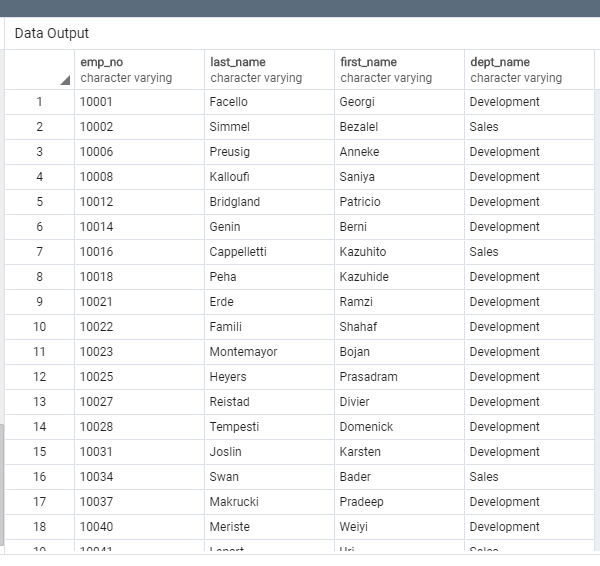 Data Output
emp_no last_name first_name dept_name
character varying character varying character varying character varying
1 10001 Facello Georgi Development
2 10002 Simmel Bezalel Sales
3 10006 Preusig Anneke Development
4 10008 Kalloufi Saniya Development
5 10012 Bridgland Patricio Development
6 10014 Genin Berni Development
7 10016 Cappelletti Kazuhito Sales
8 10018 Peha Kazuhide Development
9 10021 Erde Ramzi Development
10 10022 Famili Shahaf Development
11 10023 Montemayor Bojan Development
12 10025 Heyers Prasadram Development
13 10027 Reistad Divier Development
14 10028 Tempesti Domenick Development
15 10031 Joslin Karsten Development
16 10034 Swan Bader Sales
17 10037 Makrucki Pradeep Development
18 10040 Meriste Weiyi Development
19 10041 Lenart Uri Sales